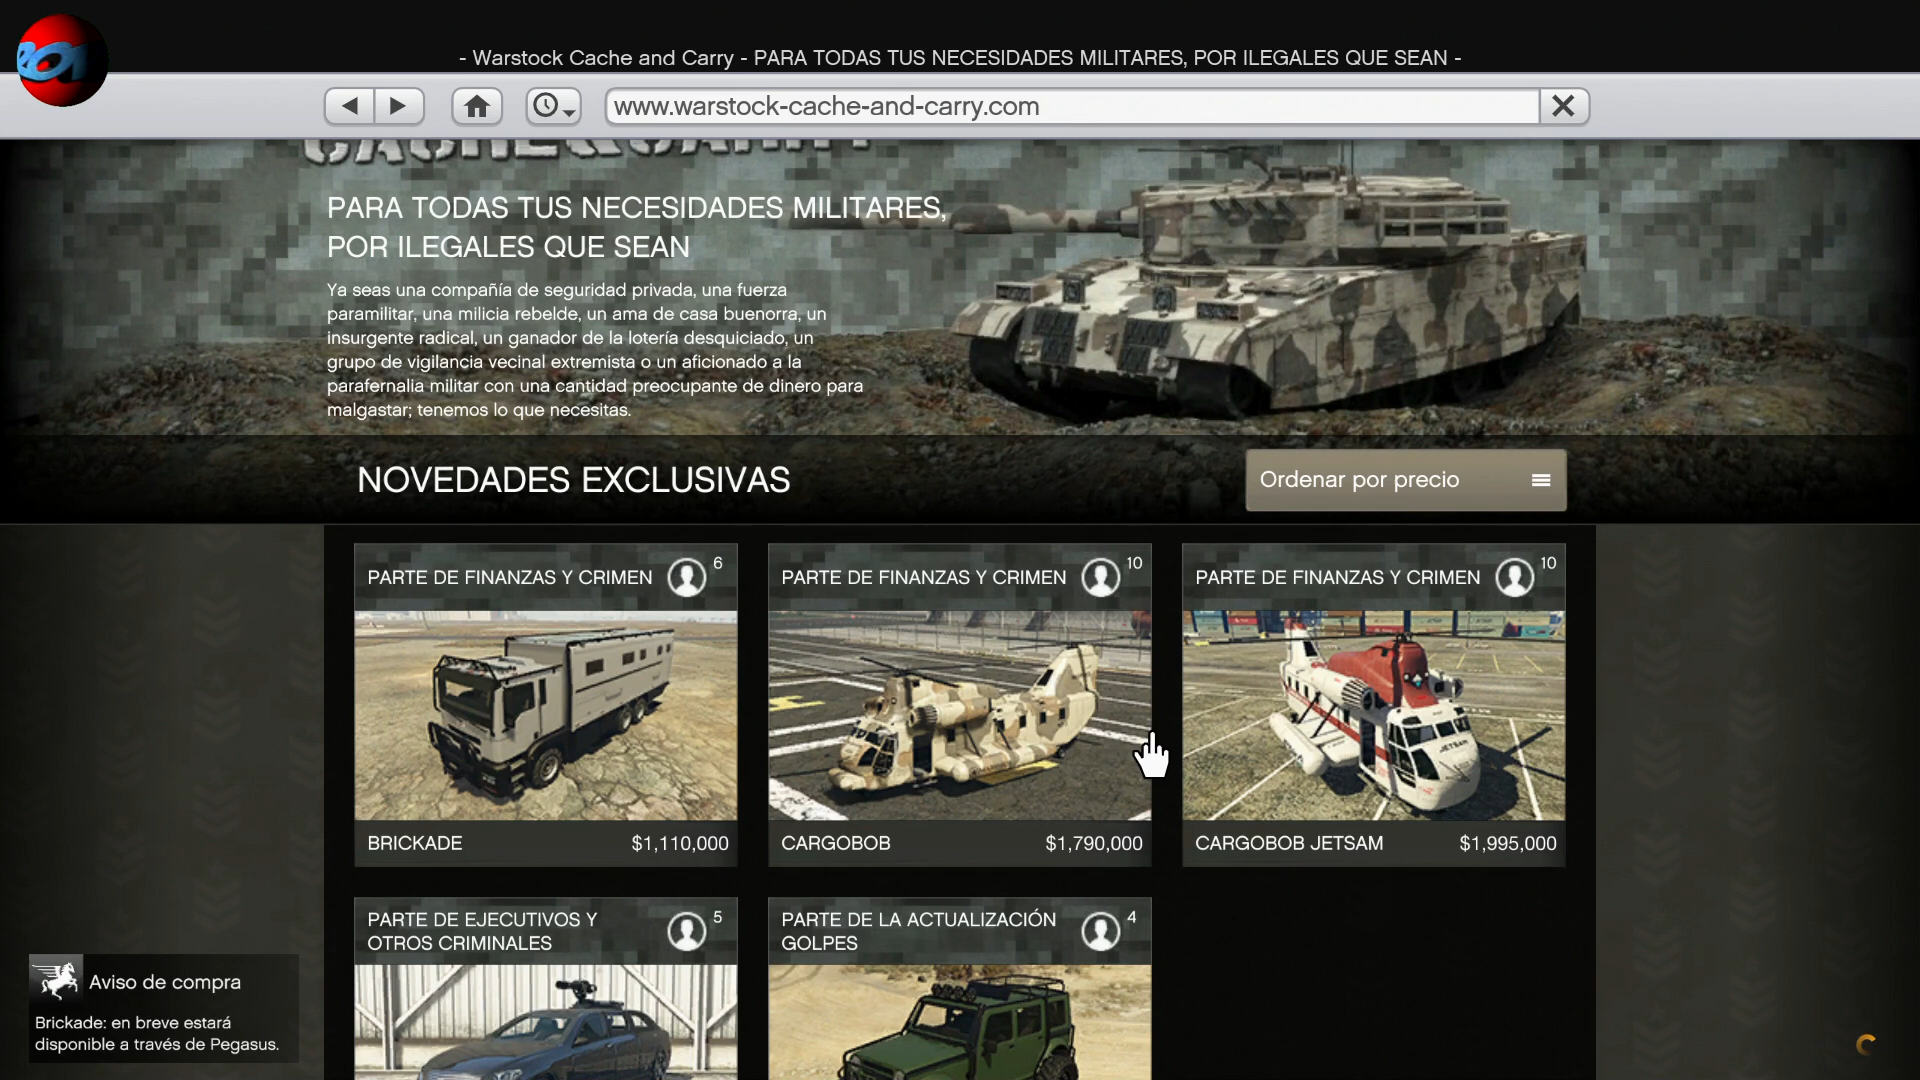 - Warstock Cache and Carry - PARA TODAS TUS NECESIDADES MILITARES, POR ILEGALES QUE SEAN -
www.warstock-cache-and-carry.com
PARA TODAS TUS NECESIDADES MILITARES,
POR ILEGALES QUE SEAN
Ya seas una compañía de seguridad privada, una fuerza
paramilitar, una milicia rebelde, un ama de casa buenorra, un
insurgente radical, un ganador de la lotería desquiciado, un
grupo de vigilancia vecinal extremista o un aficionado a la
parafernalia militar con una cantidad preocupante de dinero para
malgastar; tenemos lo que necesitas.
NOVEDADES EXCLUSIVAS
Ordenar por precio
PARTE DE FINANZAS Y CRIMEN 6
BRICKADE $1,110,000
PARTE DE FINANZAS Y CRIMEN 10
CARGOBOB $1,790,000
PARTE DE FINANZAS Y CRIMEN 10
JETSAM
CARGOBOB JETSAM $1,995,000
PARTE DE EJECUTIVOS Y 5
OTROS CRIMINALES
PARTE DE LA ACTUALIZACIÓN 4
GOLPES
Aviso de compra
Brickade: en breve estará
disponible a través de Pegasus.